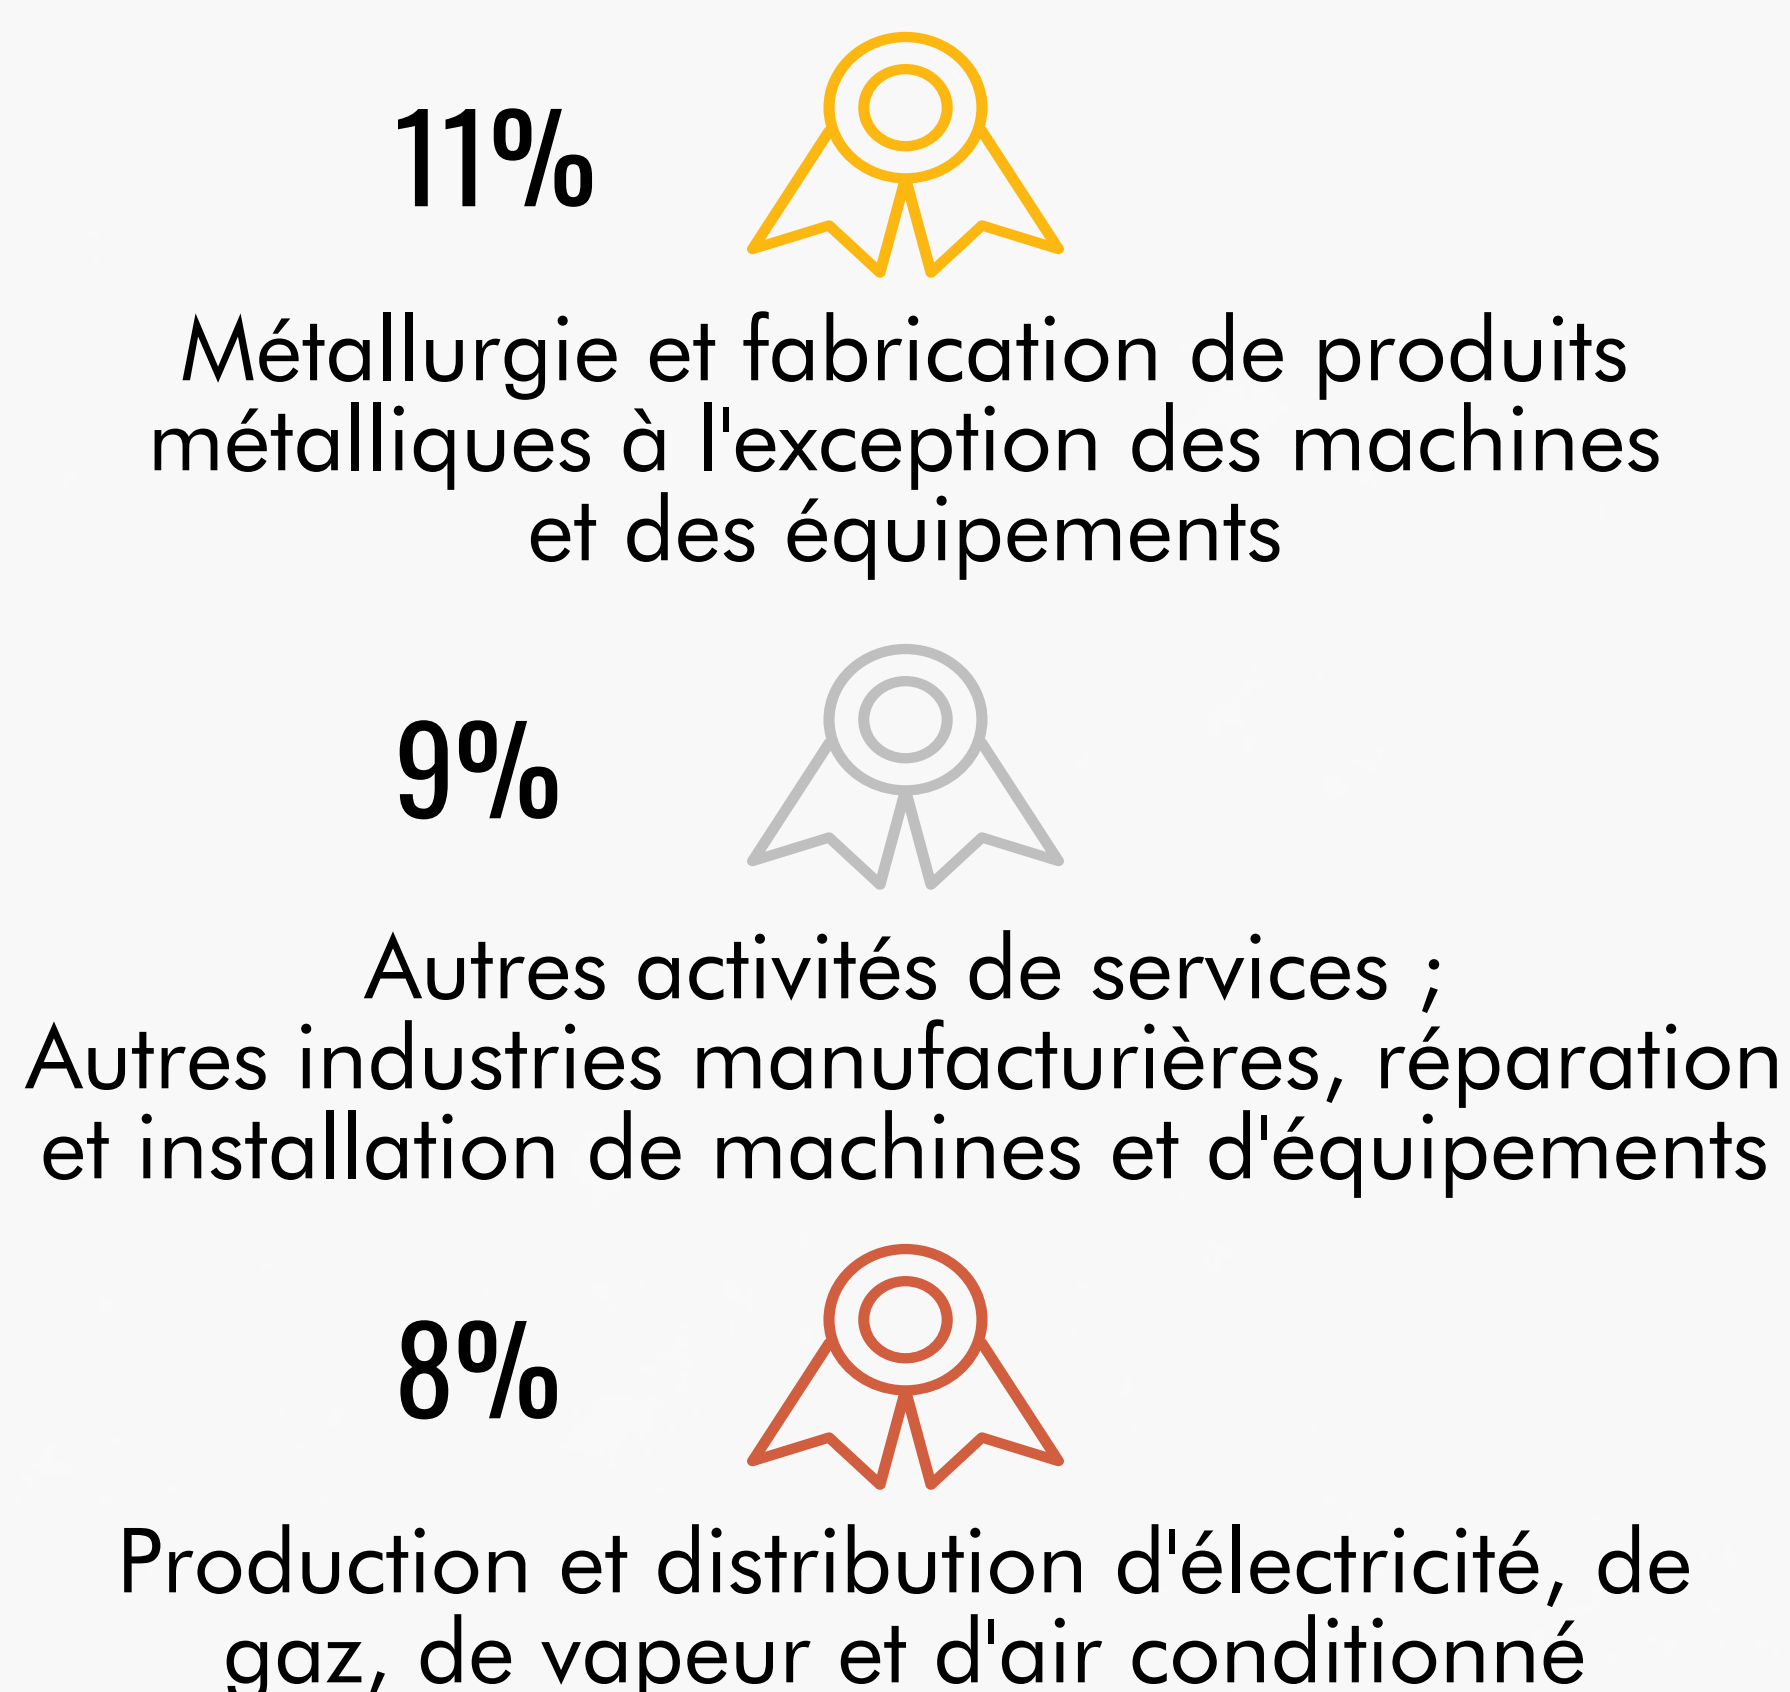 11%
Métallurgie et fabrication de produits
métalliques à l'exception des machines
et des équipements
9%
Autres activités de services ;
Autres industries manufacturières, réparation
et installation de machines et d'équipements
8%
Production et distribution d'électricité, de
gaz, de vapeur et d'air conditionné